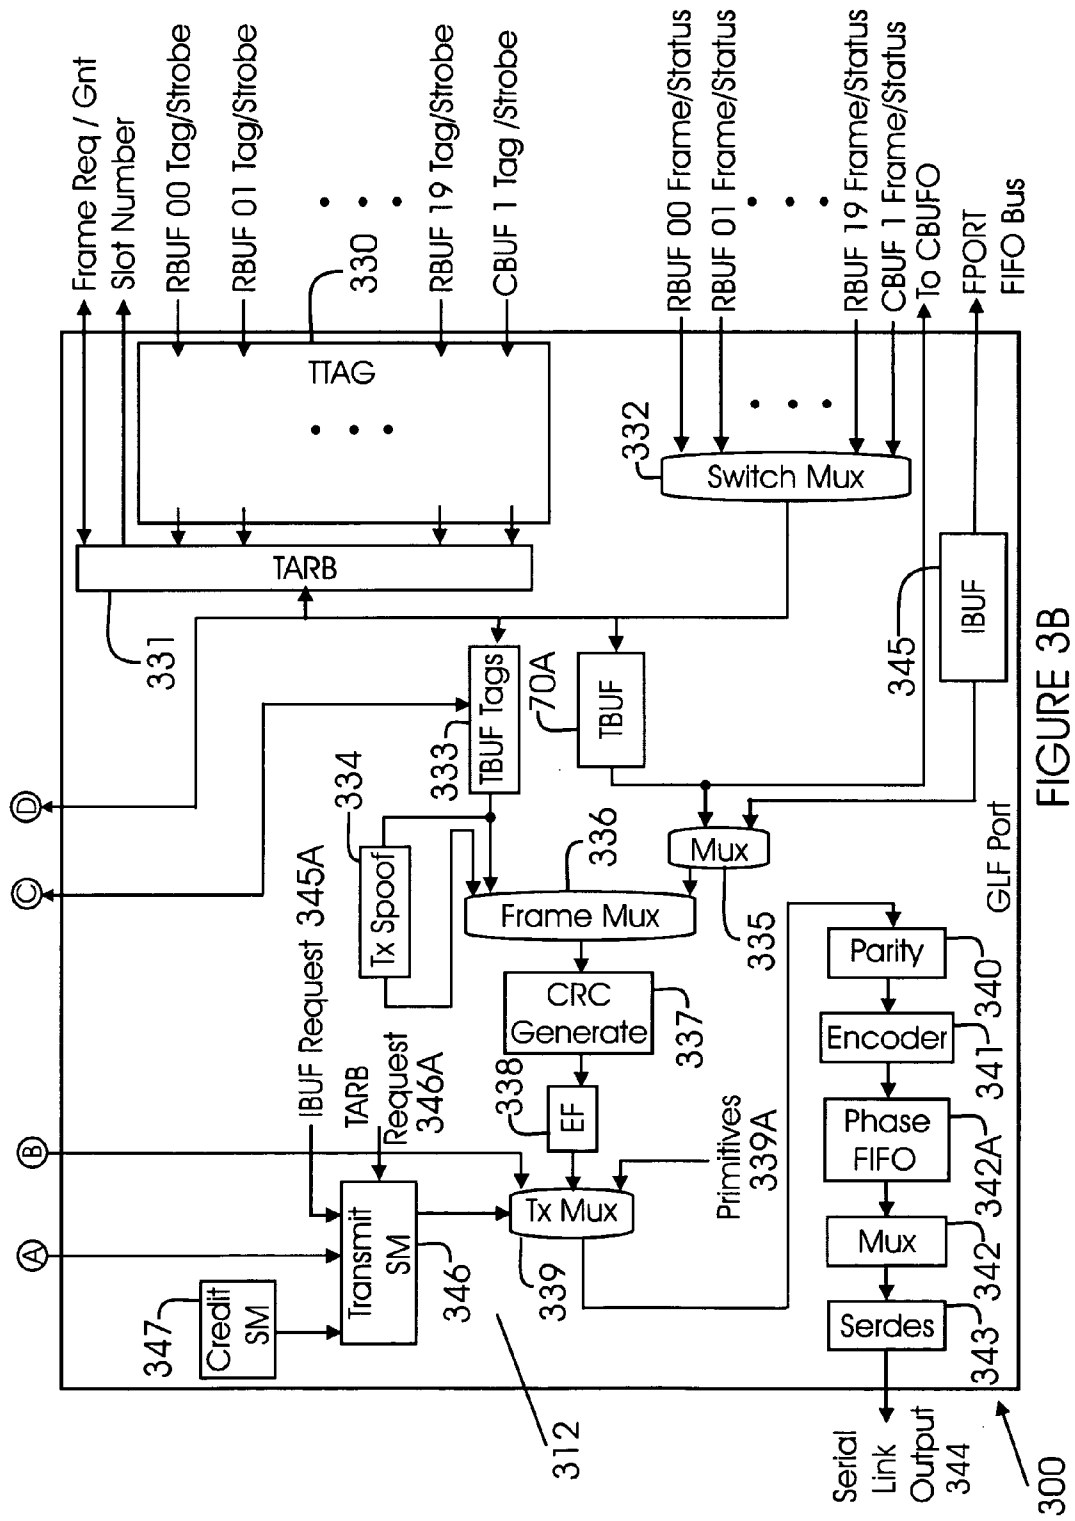 Frame Req / Gnt
Slot Number
RBUF 00 Tag/Strobe
RBUF 01 Tag/Strobe
330
RBUF 19 Tag/Strobe
CBUF 1 Tag /Strobe
RBUF 00 Frame/Status
RBUF 01 Frame/Status
RBUF 19 Frame/Status
CBUF 1 Frame/Status
To CBUFO
FPORT
FIFO Bus
TTAG
332
Switch Mux
TARB
331
345
IBUF
D
C
B
A
TBUF Tags
333
70A
TBUF
334
Tx Spoof
336
Frame Mux
Mux
335
GLF Port
IBUF Request 345A
TARB
Request
346A
CRC
Generate
337
338
EF
Primitives
339A
Tx Mux
339
Transmit
SM
346
347
Credit
SM
312
Parity
340
Encoder
341
Phase
FIFO
342A
Mux
342
Serdes
343
Serial
Link
Output
344
300
FIGURE 3B